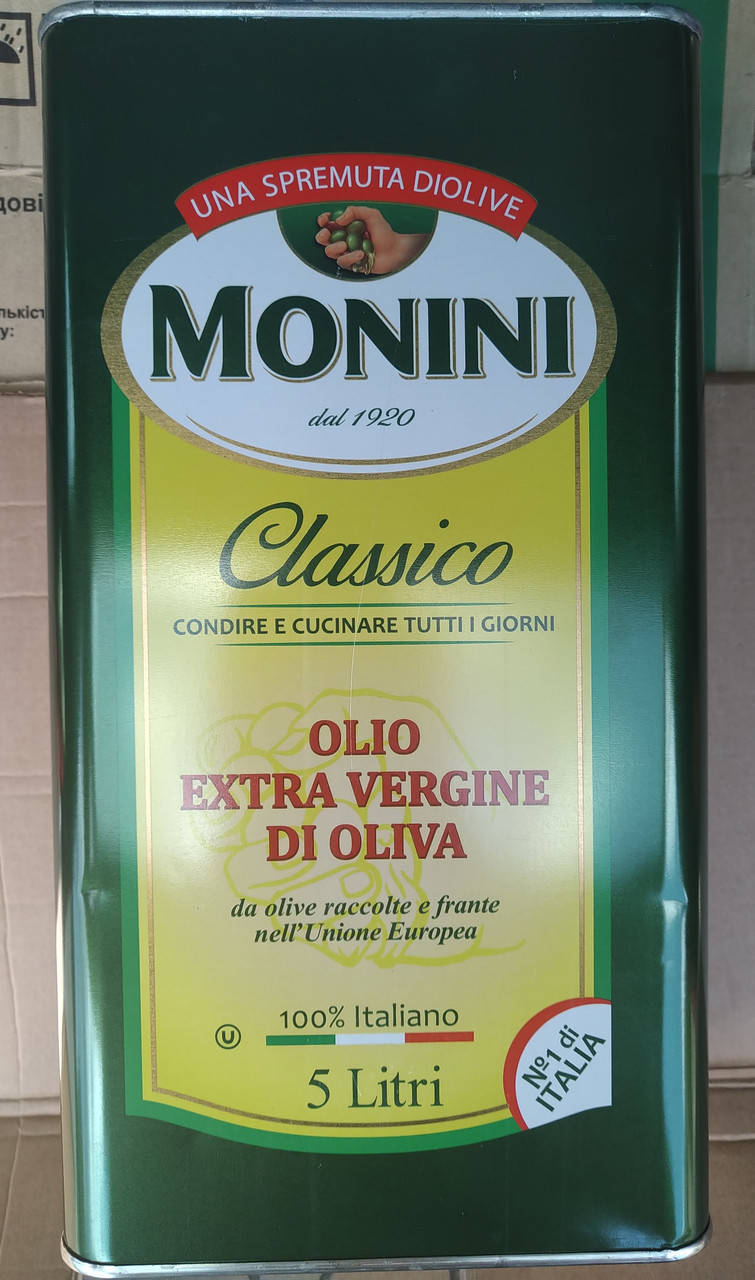 UNA SPREMUTA DIOLIVE
MONINI
dal 1920
Classico
CONDIRE E CUCINARE TUTTI I GIORNI
OLIO
EXTRA VERGINE
DI OLIVA
da olive raccolte e frante
nell'Unione Europea
100% Italiano
U
5 Litri
№1 di
ITALIA